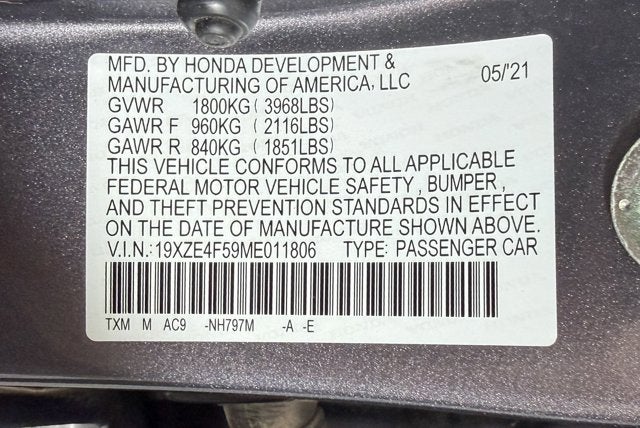 MFD. BY HONDA DEVELOPMENT &
MANUFACTURING OF AMERICA, LLC 05/'21
GVWR 1800KG ( 3968LBS)
GAWR F 960KG ( 2116LBS)
GAWR R 840KG ( 1851LBS)
THIS VEHICLE CONFORMS TO ALL APPLICABLE
FEDERAL MOTOR VEHICLE SAFETY , BUMPER ,
AND THEFT PREVENTION STANDARDS IN EFFECT
ON THE DATE OF MANUFACTURE SHOWN ABOVE.
V.I.N.:19XZE4F59ME011806 TYPE: PASSENGER CAR
TXM M AC9 -NH797M -A -E